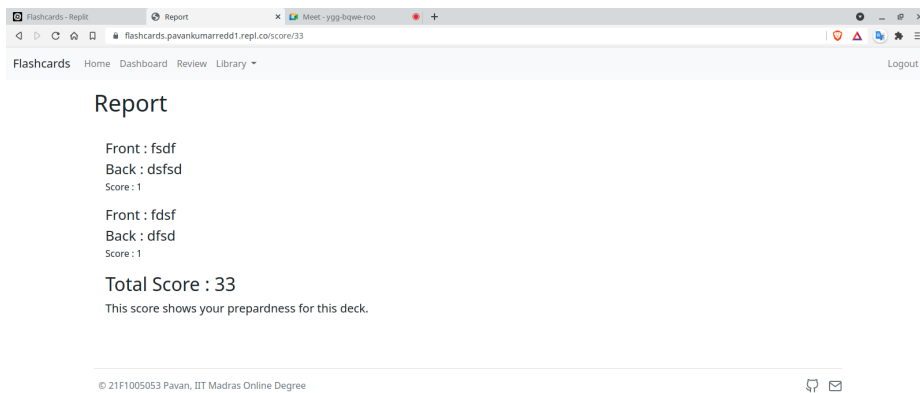 Flashcards - Replit
Report
Meet - ygg-bqwe-roo
flashcards.pavankumarredd1.repl.co/score/33
Flashcards Home Dashboard Review Library Logout
Report
Front : fsdf
Back : dsfsd
Score : 1
Front : fdsf
Back : dfsd
Score : 1
Total Score : 33
This score shows your prepardness for this deck.
© 21F1005053 Pavan, IIT Madras Online Degree